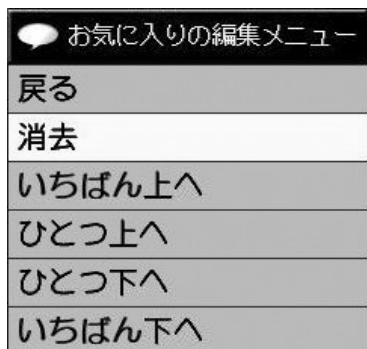 お気に入りの編集メニュー
戻る
消去
いちばん上へ
ひとつ上へ
ひとつ下へ
いちばん下へ